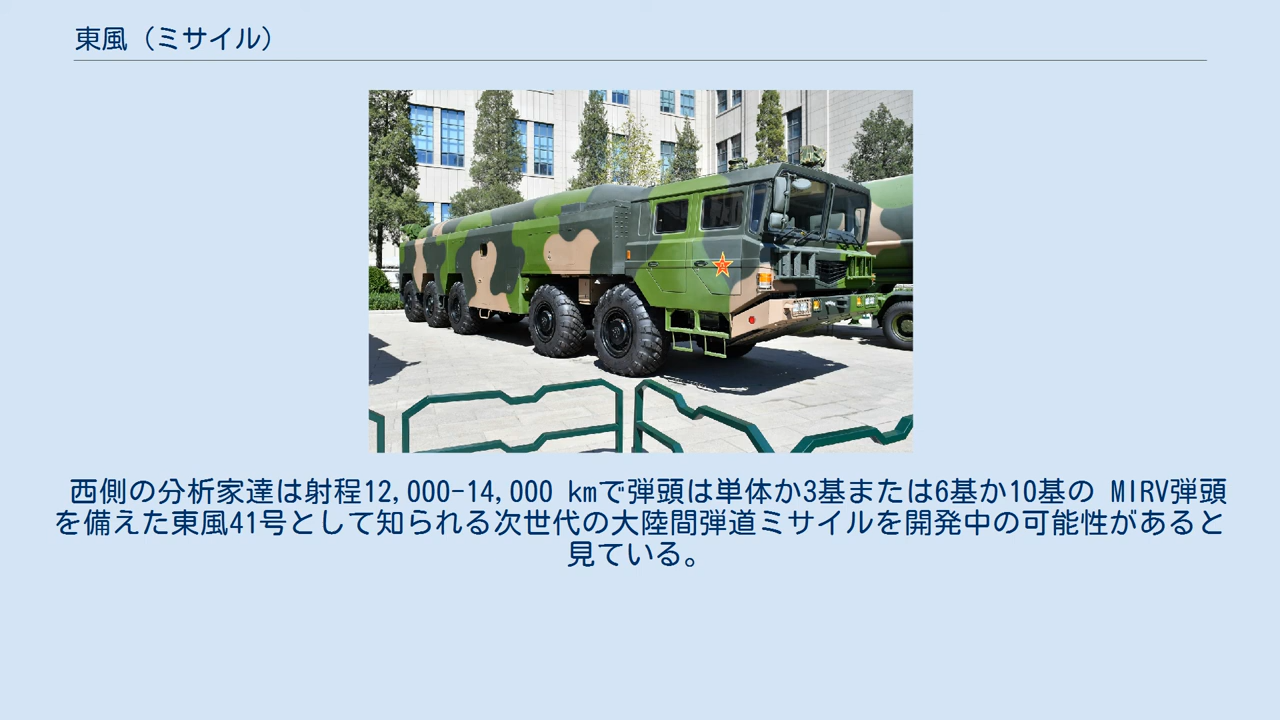 東風（ミサイル）
西側の分析家達は射程12,000-14,000 kmで弾頭は単体か3基または6基か10基の MIRV弾頭
を備えた東風41号として知られる次世代の大陸間弾道ミサイルを開発中の可能性があると
見ている。